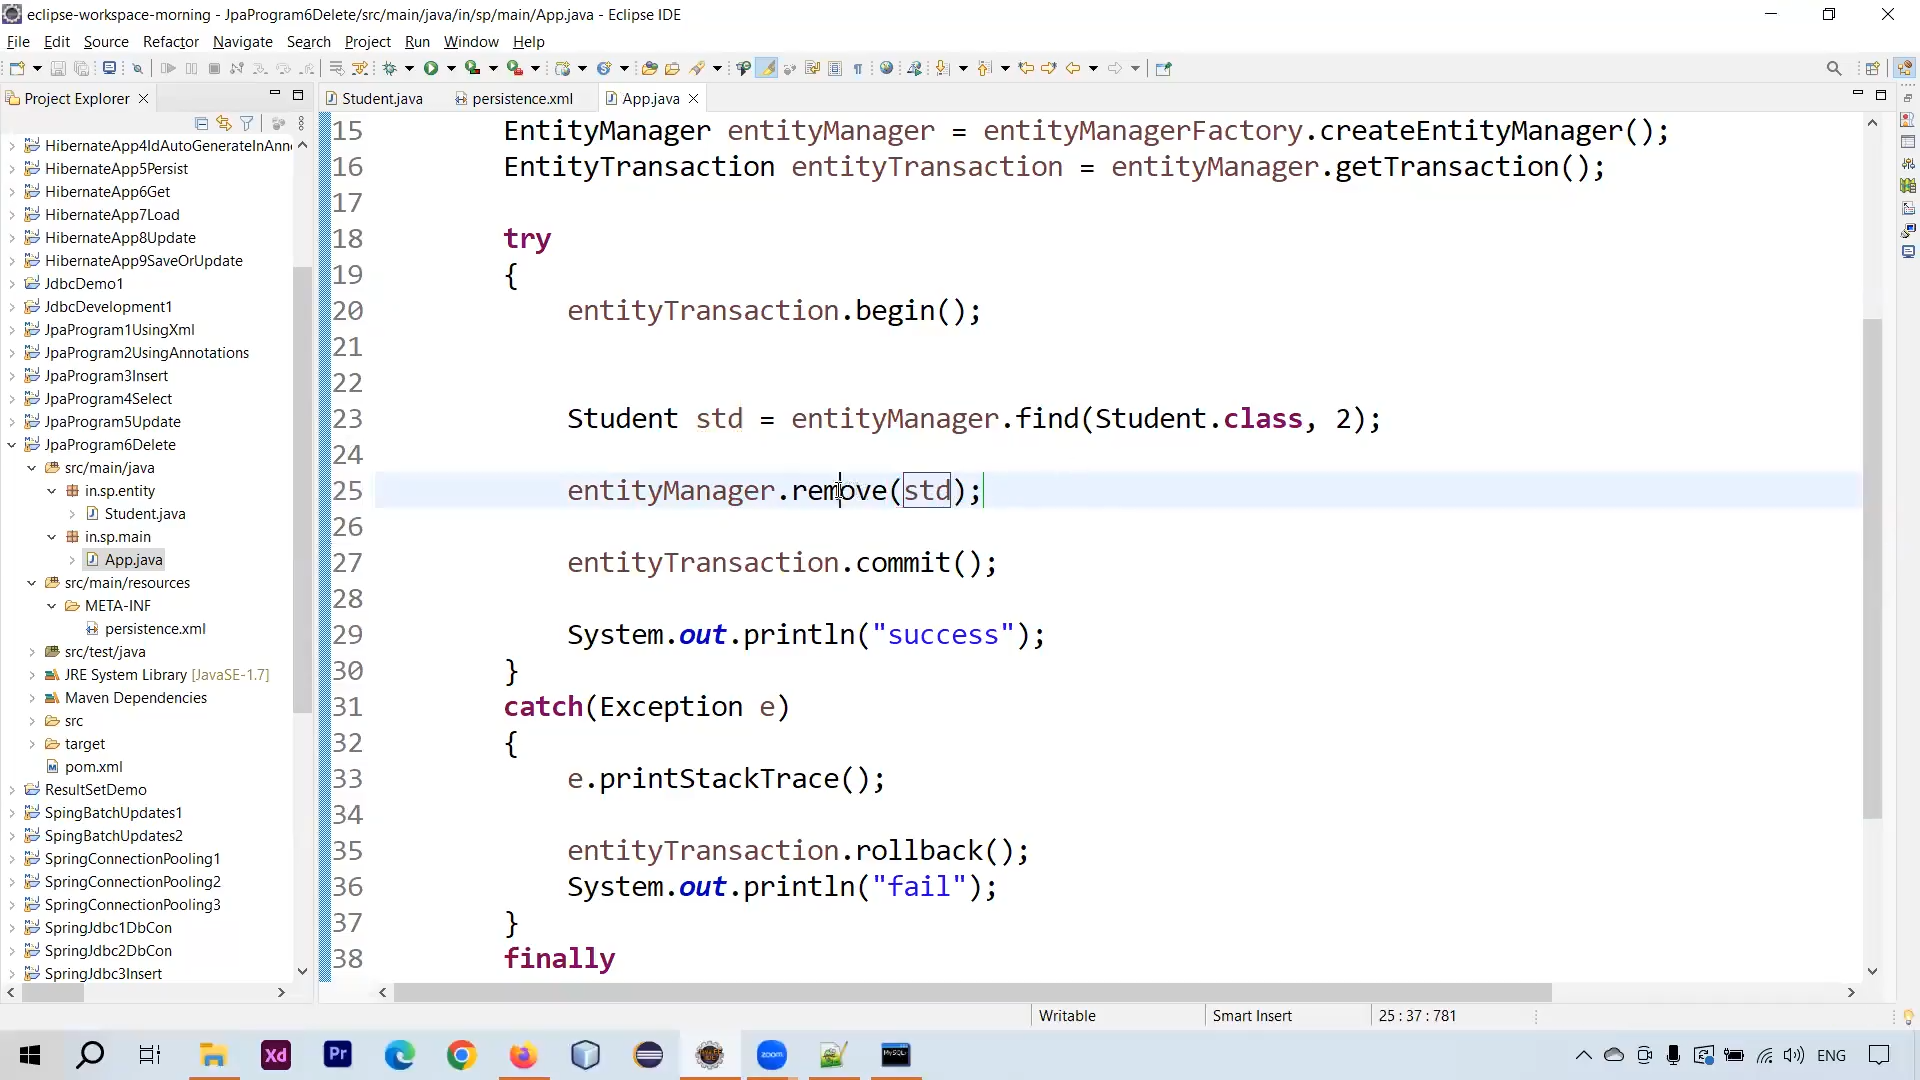 eclipse-workspace-morning - JpaProgram6Delete/src/main/java/in/sp/main/App.java - Eclipse IDE
File Edit Source Refactor Navigate Search Project Run Window Help
Project Explorer
Student.java persistence.xml App.java
HibernateApp4IdAutoGenerateInAnn
HibernateApp5Persist
HibernateApp6Get
HibernateApp7Load
HibernateApp8Update
HibernateApp9SaveOrUpdate
JdbcDemo1
JdbcDevelopment1
JpaProgram1UsingXml
JpaProgram2UsingAnnotations
JpaProgram3Insert
JpaProgram4Select
JpaProgram5Update
JpaProgram6Delete
src/main/java
in.sp.entity
Student.java
in.sp.main
App.java
src/main/resources
META-INF
persistence.xml
src/test/java
JRE System Library [JavaSE-1.7]
Maven Dependencies
src
target
pom.xml
ResultSetDemo
SpingBatchUpdates1
SpingBatchUpdates2
SpringConnectionPooling1
SpringConnectionPooling2
SpringConnectionPooling3
SpringJdbc1DbCon
SpringJdbc2DbCon
SpringJdbc3Insert
15 EntityManager entityManager = entityManagerFactory.createEntityManager();
16 EntityTransaction entityTransaction = entityManager.getTransaction();
17
18 try
19 {
20 entityTransaction.begin();
21
22
23 Student std = entityManager.find(Student.class, 2);
24
25 entityManager.remove(std);
26
27 entityTransaction.commit();
28
29 System.out.println("success");
30 }
31 catch(Exception e)
32 {
33 e.printStackTrace();
34
35 entityTransaction.rollback();
36 System.out.println("fail");
37 }
38 finally
Writable Smart Insert 25 : 37 : 781
Xd Pr zoom MySQL ENG